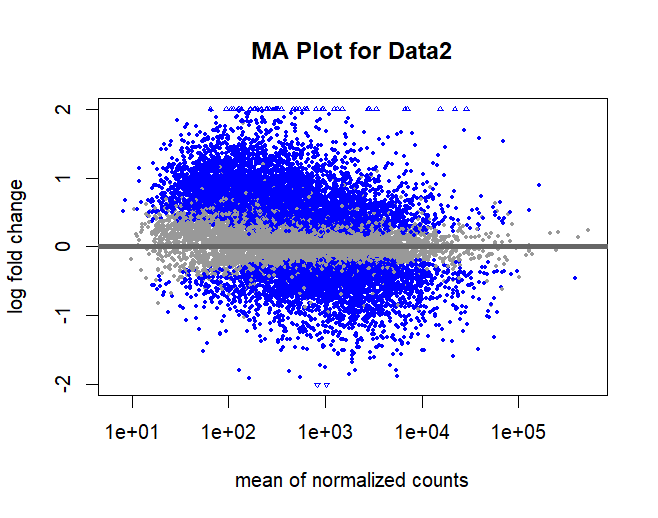 MA Plot for Data2
log fold change
2
1
0
-1
-2
1e+01 1e+02 1e+03 1e+04 1e+05
mean of normalized counts